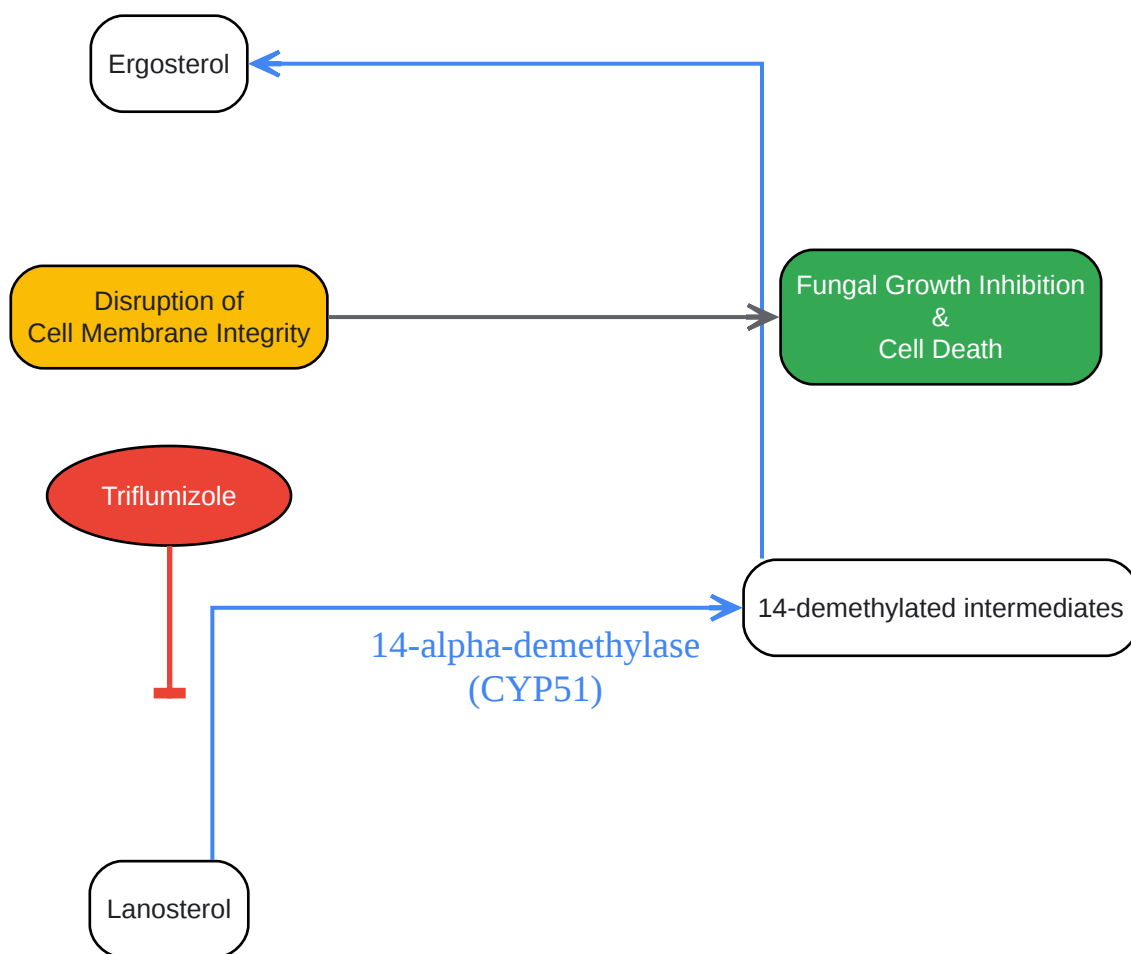 Ergosterol
Disruption of
Cell Membrane Integrity
Fungal Growth Inhibition
&
Cell Death
Triflumizole
14-demethylated intermediates
14-alpha-demethylase
(CYP51)
Lanosterol